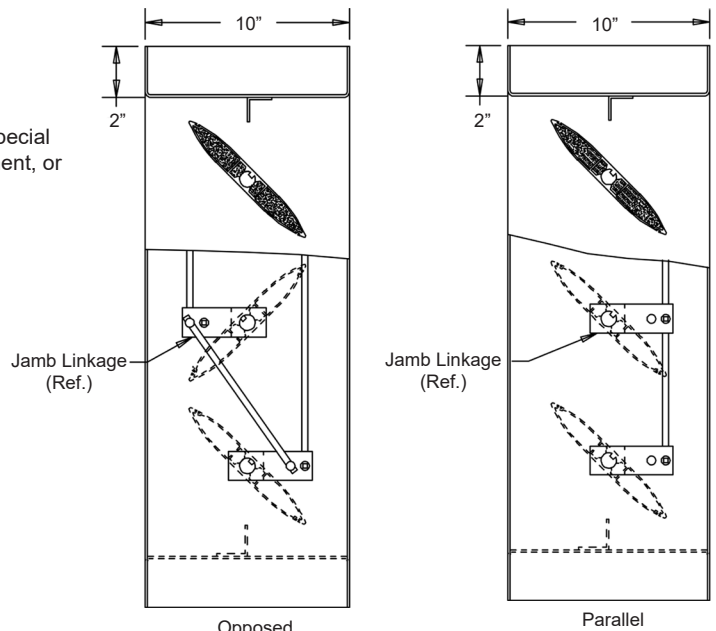 10”
10”
2”
2”
pecial
ent, or
Jamb Linkage
(Ref.)
Jamb Linkage
(Ref.)
Opposed
Parallel